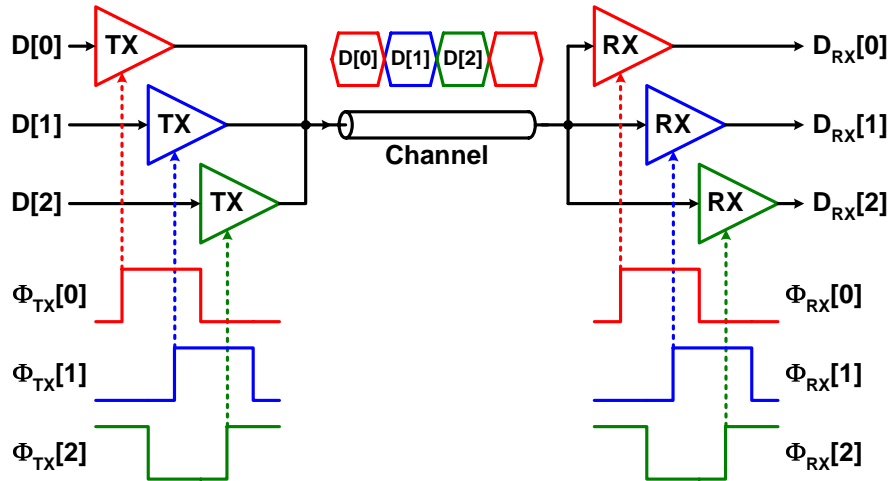 D[0] TX D[0] D[1] D[2] RX D_RX[0]
D[1] TX RX D_RX[1]
Channel
D[2] TX RX D_RX[2]
Φ_TX[0] Φ_RX[0]
Φ_TX[1] Φ_RX[1]
Φ_TX[2] Φ_RX[2]